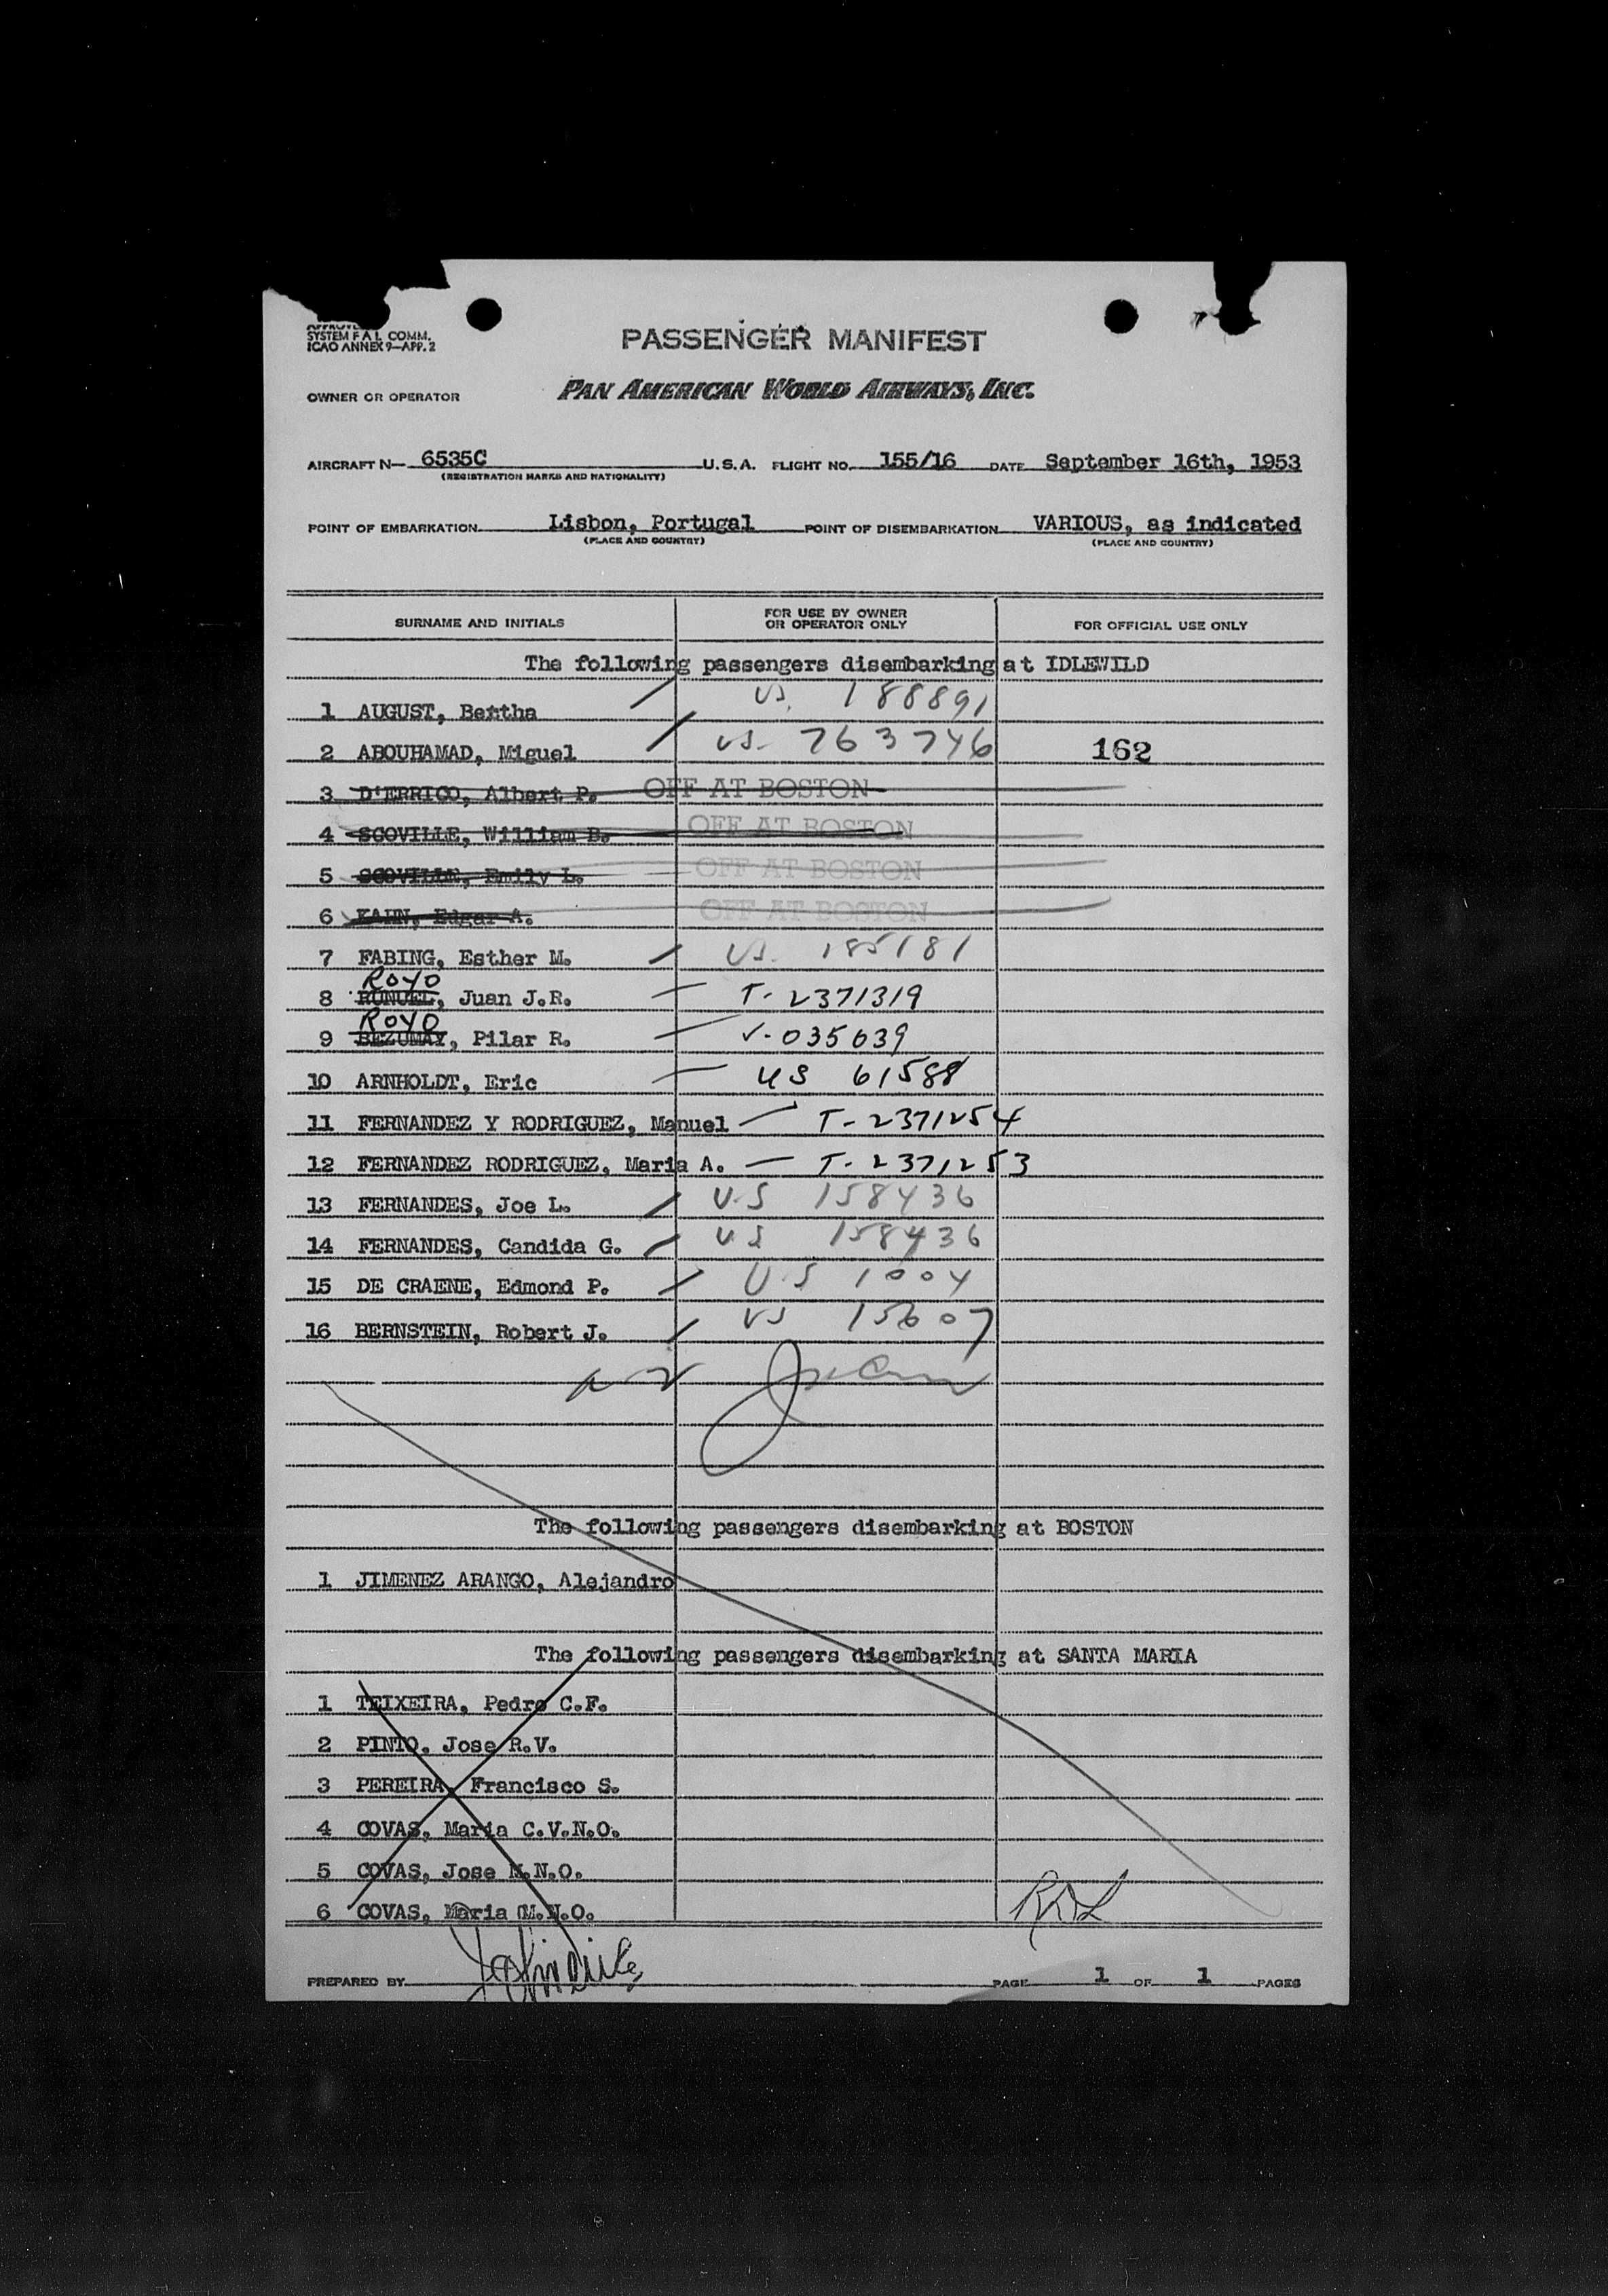 SYSTEM F A L COMM.
ICAO ANNEX 9—APP. 2
PASSENGER MANIFEST
OWNER OR OPERATOR PAN AMERICAN WORLD AIRWAYS, INC.
AIRCRAFT N— 6535C U.S.A. FLIGHT NO. 155/16 DATE September 16th, 1953
(REGISTRATION MARKS AND NATIONALITY)
POINT OF EMBARKATION Lisbon, Portugal POINT OF DISEMBARKATION VARIOUS, as indicated
(PLACE AND COUNTRY) (PLACE AND COUNTRY)
SURNAME AND INITIALS FOR USE BY OWNER OR OPERATOR ONLY FOR OFFICIAL USE ONLY
The following passengers disembarking at IDLEWILD
1 AUGUST, Bertha US. 188891
2 ABOUHAMAD, Miguel US- 763746 162
3 D'ERRICO, Albert P. OFF AT BOSTON
4 SCOVILLE, William B. OFF AT BOSTON
5 SCOVILLE, Emily L. OFF AT BOSTON
6 KAHN, Edgar A. OFF AT BOSTON
7 FABING, Esther M. US. 185181
ROYO
8 RUNUEL, Juan J.R. T- 2371319
ROYO
9 BEZUMAY, Pilar R. V-035639
10 ARNHOLDT, Eric US 61588
11 FERNANDEZ Y RODRIGUEZ, Manuel T-2371254
12 FERNANDEZ RODRIGUEZ, Maria A. T-2371253
13 FERNANDES, Joe L. U.S 158436
14 FERNANDES, Candida G. U.S 158436
15 DE CRAENE, Edmond P. U.S 1004
16 BERNSTEIN, Robert J. US 15607
The following passengers disembarking at BOSTON
1 JIMENEZ ARANGO, Alejandro
The following passengers disembarking at SANTA MARIA
1 TEIXEIRA, Pedro C.F.
2 PINTO, Jose R.V.
3 PEREIRA, Francisco S.
4 COVAS, Maria C.V.N.O.
5 COVAS, Jose M.N.O.
6 COVAS, Maria M.N.O.
PREPARED BY PAGE 1 OF 1 PAGES